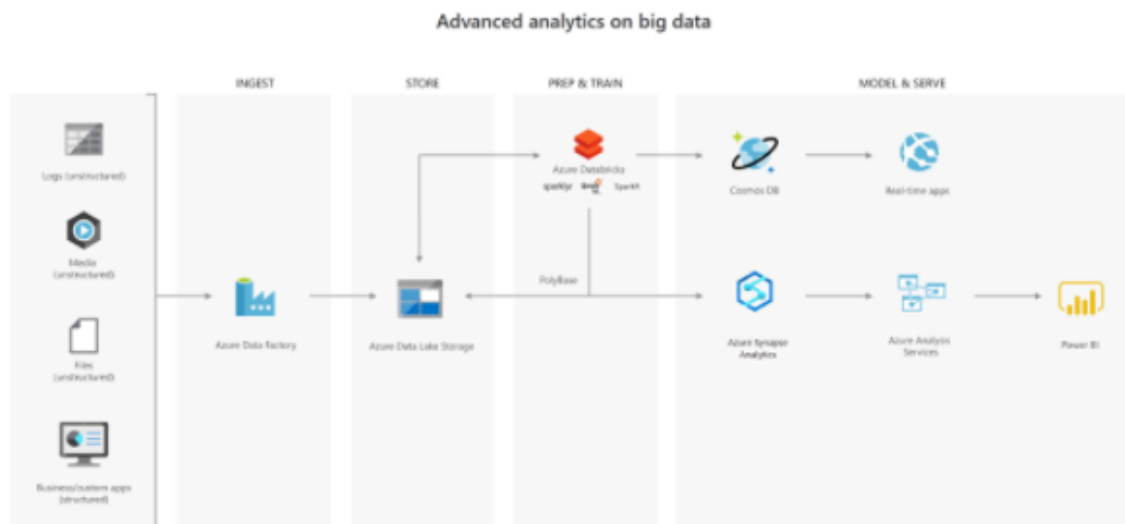 Advanced analytics on big data
INGEST
STORE
PREP & TRAIN
MODEL & SERVE
Logs (unstructured)
Media
(unstructured)
Files
(unstructured)
Business/custom apps
(structured)
Azure Data Factory
Azure Data Lake Storage
Azure Databricks
sparklyr
SparkR
PolyBase
Cosmos DB
Real-time apps
Azure Synapse
Analytics
Azure Analysis
Services
Power BI